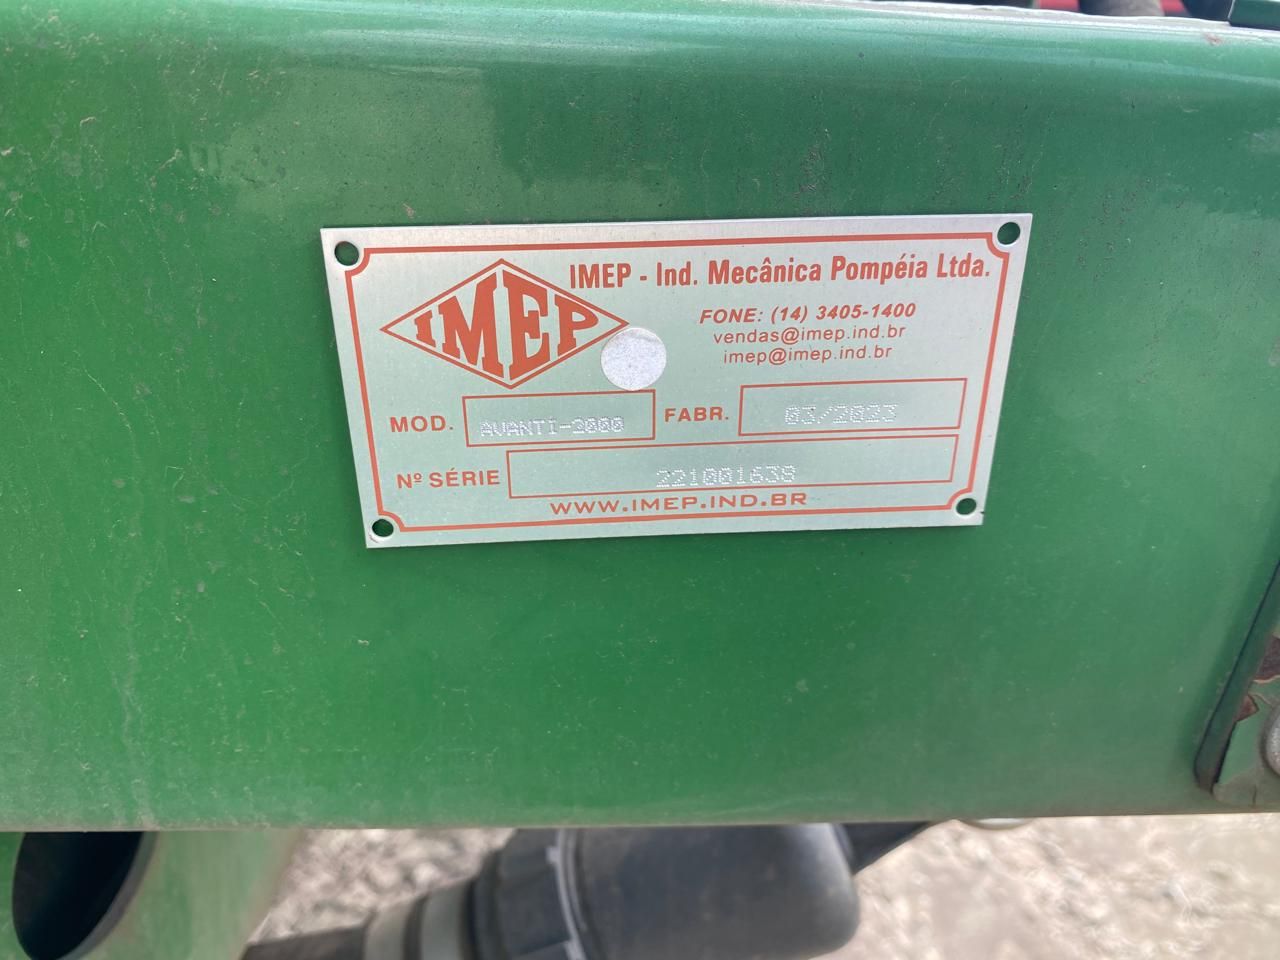 IMEP - Ind. Mecânica Pompéia Ltda.
IMEP
FONE: (14) 3405-1400
vendas@imep.ind.br
imep@imep.ind.br
MOD. AVANTI-2000 FABR. 03/2023
Nº SÉRIE 221001638
WWW.IMEP.IND.BR